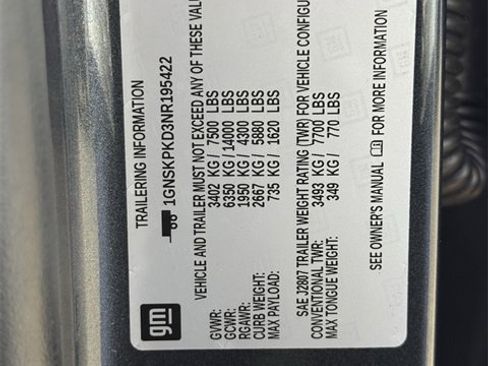 gm
TRAILERING INFORMATION
1GNSKPKD3NR195422
VEHICLE AND TRAILER MUST NOT EXCEED ANY OF THESE VAL
GVWR: 3402 KG / 7500 LBS
GCWR: 6350 KG / 14000 LBS
RGAWR: 1950 KG / 4300 LBS
CURB WEIGHT: 2667 KG / 5880 LBS
MAX PAYLOAD: 735 KG / 1620 LBS
SAE J2807 TRAILER WEIGHT RATING (TWR) FOR VEHICLE CONFIGU
CONVENTIONAL TWR: 3493 KG / 7700 LBS
MAX TONGUE WEIGHT: 349 KG / 770 LBS
SEE OWNER'S MANUAL FOR MORE INFORMATION